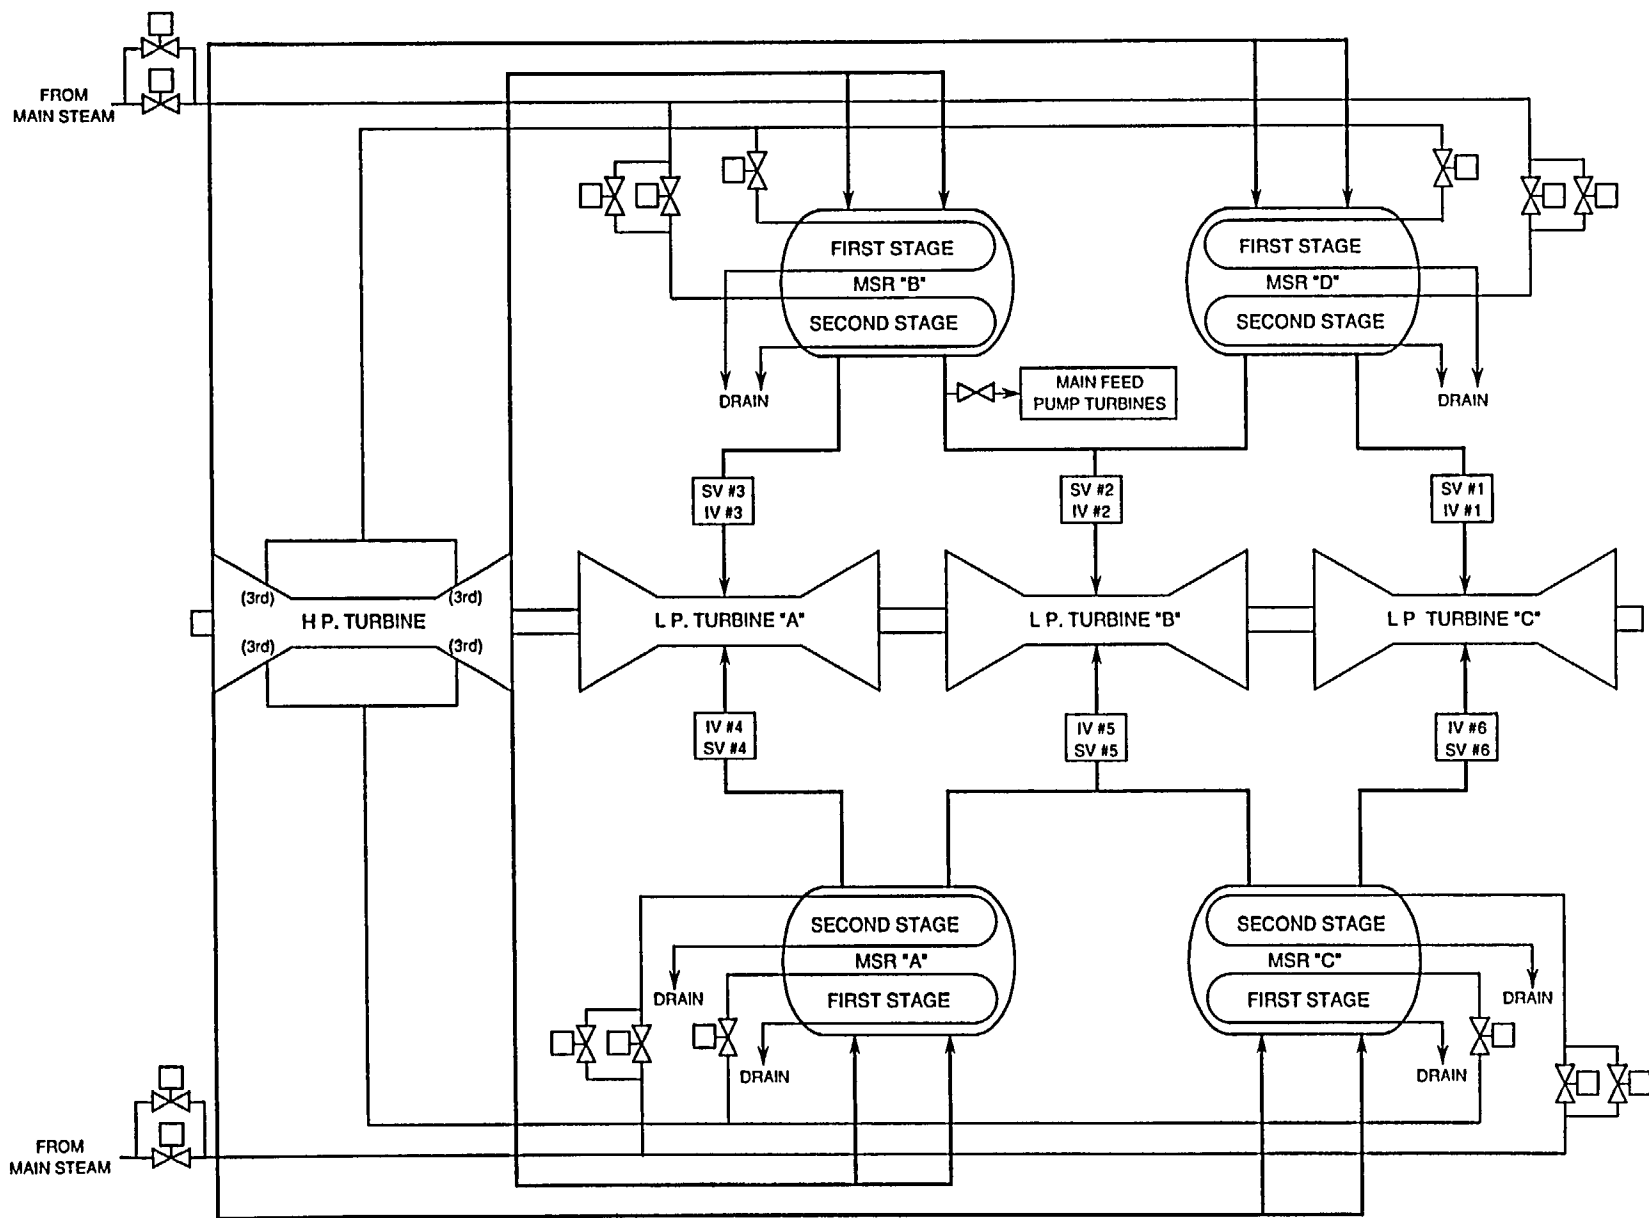 FROM
MAIN STEAM
FIRST STAGE
MSR "B"
SECOND STAGE
DRAIN
FIRST STAGE
MSR "D"
SECOND STAGE
DRAIN
MAIN FEED
PUMP TURBINES
SV #3
IV #3
SV #2
IV #2
SV #1
IV #1
(3rd)
(3rd)
H P. TURBINE
(3rd)
(3rd)
L P. TURBINE "A"
L P. TURBINE "B"
L P TURBINE "C"
IV #4
SV #4
IV #5
SV #5
IV #6
SV #6
SECOND STAGE
MSR "A"
FIRST STAGE
DRAIN
DRAIN
SECOND STAGE
MSR "C"
FIRST STAGE
DRAIN
DRAIN
FROM
MAIN STEAM